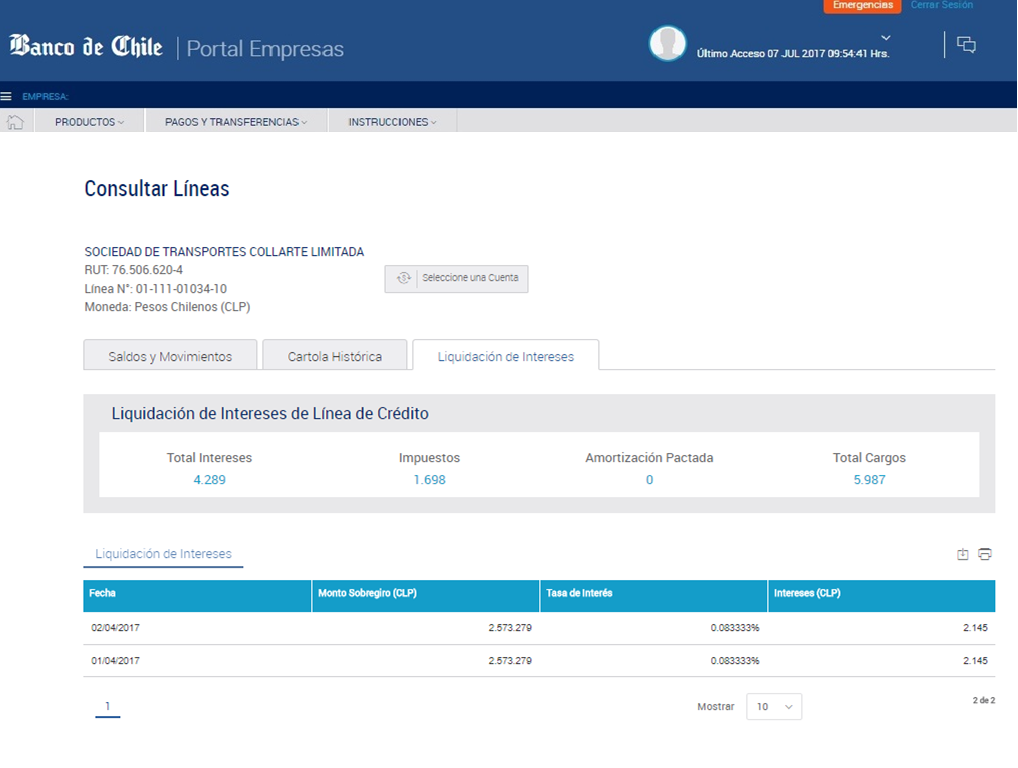 Emergencias Cerrar Sesión
Banco de Chile | Portal Empresas
Último Acceso 07 JUL 2017 09:54:41 Hrs.
EMPRESA:
PRODUCTOS PAGOS Y TRANSFERENCIAS INSTRUCCIONES
Consultar Líneas
SOCIEDAD DE TRANSPORTES COLLARTE LIMITADA
RUT: 76.506.620-4
Seleccione una Cuenta
Línea N°: 01-111-01034-10
Moneda: Pesos Chilenos (CLP)
Saldos y Movimientos Cartola Histórica Liquidación de Intereses
Liquidación de Intereses de Línea de Crédito
Total Intereses Impuestos Amortización Pactada Total Cargos
4.289 1.698 0 5.987
Liquidación de Intereses
Fecha Monto Sobregiro (CLP) Tasa de Interés Intereses (CLP)
02/04/2017 2.573.279 0.083333% 2.145
01/04/2017 2.573.279 0.083333% 2.145
1 Mostrar 10 2 de 2